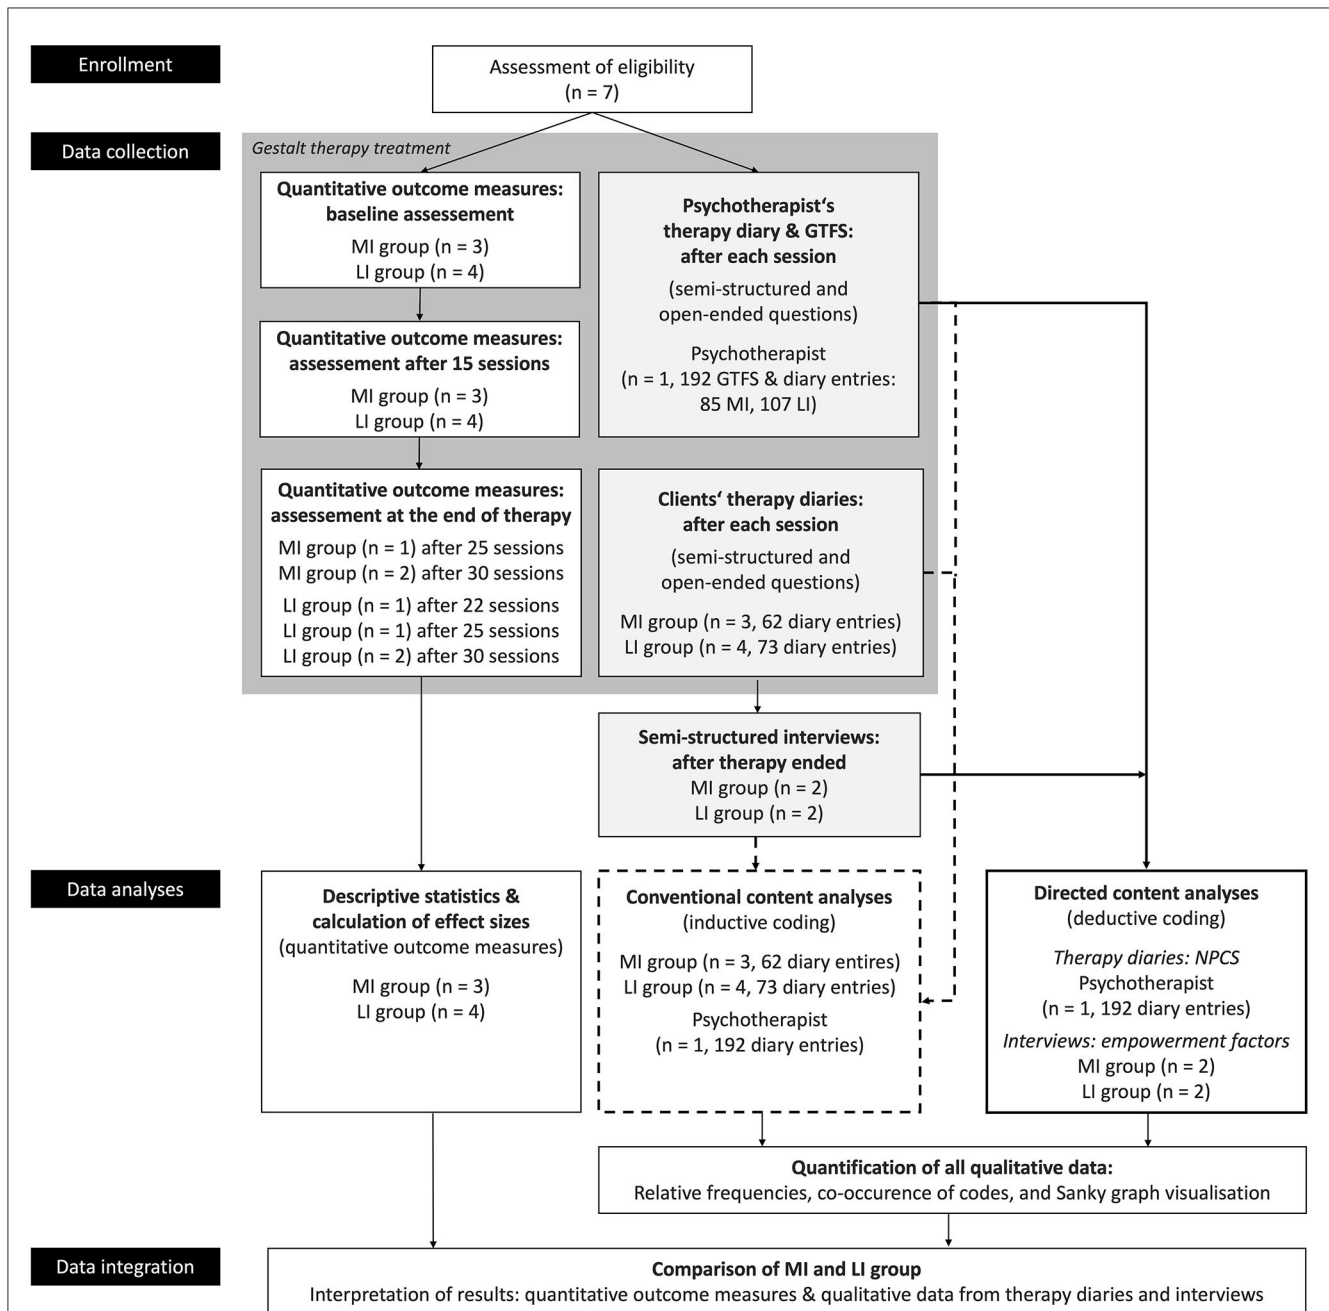 Enrollment
Assessment of eligibility
(n = 7)
Data collection
Gestalt therapy treatment
Quantitative outcome measures:
baseline assessement
MI group (n = 3)
LI group (n = 4)
Psychotherapist‘s
therapy diary & GTFS:
after each session
(semi-structured and
open-ended questions)
Psychotherapist
(n = 1, 192 GTFS & diary entries:
85 MI, 107 LI)
Quantitative outcome measures:
assessment after 15 sessions
MI group (n = 3)
LI group (n = 4)
Quantitative outcome measures:
assessment at the end of therapy
MI group (n = 1) after 25 sessions
MI group (n = 2) after 30 sessions
LI group (n = 1) after 22 sessions
LI group (n = 1) after 25 sessions
LI group (n = 2) after 30 sessions
Clients‘ therapy diaries:
after each session
(semi-structured and
open-ended questions)
MI group (n = 3, 62 diary entries)
LI group (n = 4, 73 diary entries)
Semi-structured interviews:
after therapy ended
MI group (n = 2)
LI group (n = 2)
Data analyses
Descriptive statistics &
calculation of effect sizes
(quantitative outcome measures)
MI group (n = 3)
LI group (n = 4)
Conventional content analyses
(inductive coding)
MI group (n = 3, 62 diary entires)
LI group (n = 4, 73 diary entries)
Psychotherapist
(n = 1, 192 diary entries)
Directed content analyses
(deductive coding)
Therapy diaries: NPCS
Psychotherapist
(n = 1, 192 diary entries)
Interviews: empowerment factors
MI group (n = 2)
LI group (n = 2)
Quantification of all qualitative data:
Relative frequencies, co-occurence of codes, and Sanky graph visualisation
Data integration
Comparison of MI and LI group
Interpretation of results: quantitative outcome measures & qualitative data from therapy diaries and interviews